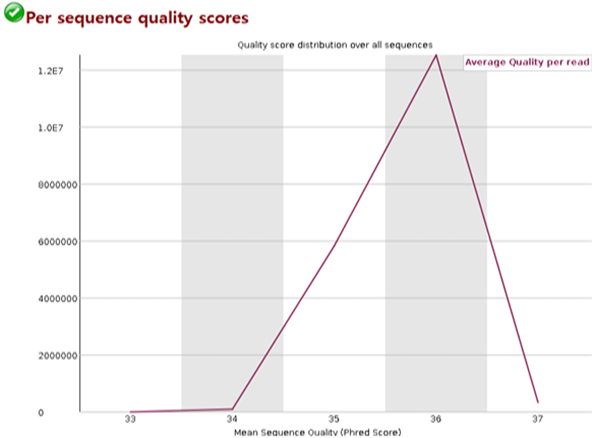 Per sequence quality scores
Quality score distribution over all sequences
Average Quality per read
1.2E7
1.0E7
8000000
6000000
4000000
2000000
0
33 34 35 36 37
Mean Sequence Quality (Phred Score)